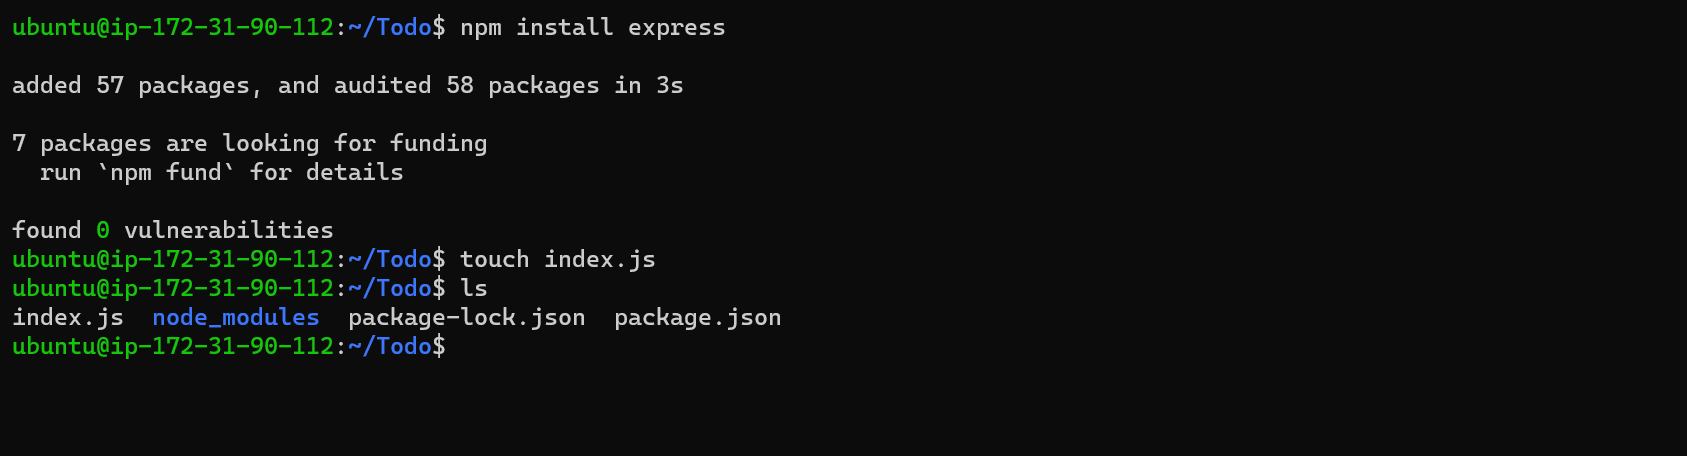 ubuntu@ip-172-31-90-112:~/Todo$ npm install express
added 57 packages, and audited 58 packages in 3s
7 packages are looking for funding
  run `npm fund` for details
found 0 vulnerabilities
ubuntu@ip-172-31-90-112:~/Todo$ touch index.js
ubuntu@ip-172-31-90-112:~/Todo$ ls
index.js  node_modules  package-lock.json  package.json
ubuntu@ip-172-31-90-112:~/Todo$